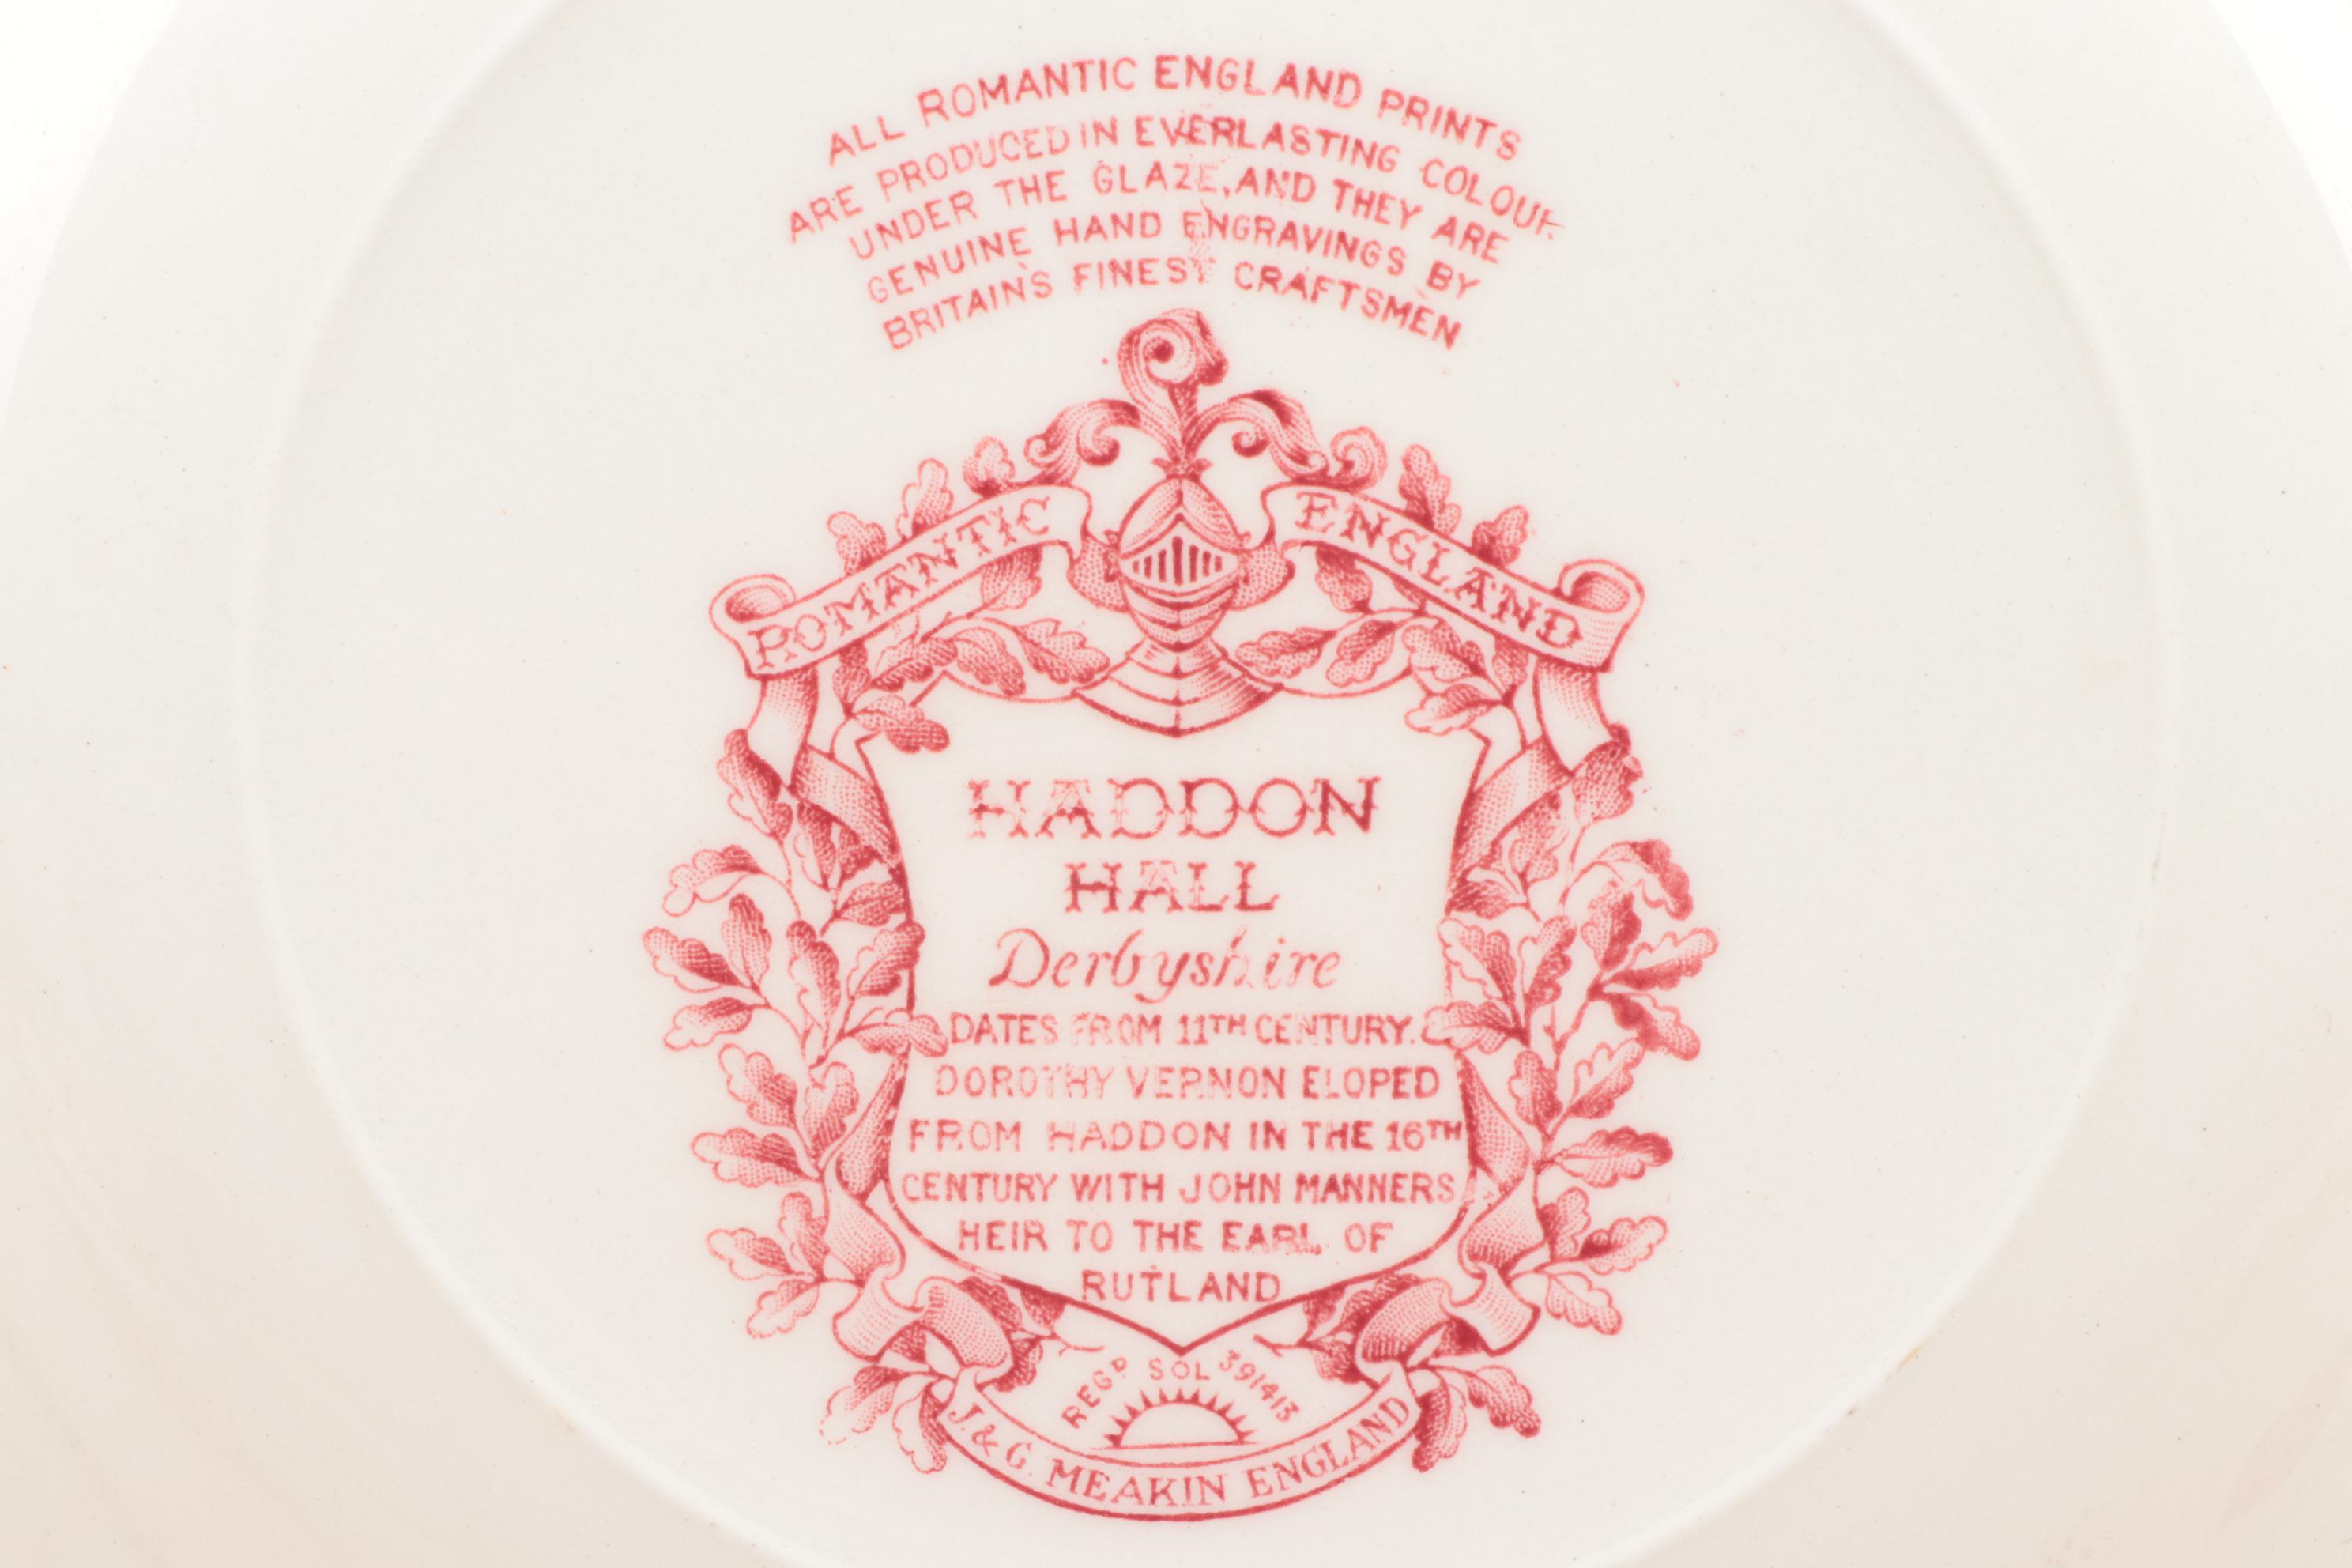 ALL ROMANTIC ENGLAND PRINTS
ARE PRODUCED IN EVERLASTING COLOUR
UNDER THE GLAZE, AND THEY ARE
GENUINE HAND ENGRAVINGS BY
BRITAIN'S FINEST CRAFTSMEN
ROMANTIC ENGLAND
HADDON
HALL
Derbyshire
DATES FROM 11TH CENTURY.
DOROTHY VERNON ELOPED
FROM HADDON IN THE 16TH
CENTURY WITH JOHN MANNERS
HEIR TO THE EARL OF
RUTLAND
REGD SOL 391413
J. & G. MEAKIN ENGLAND